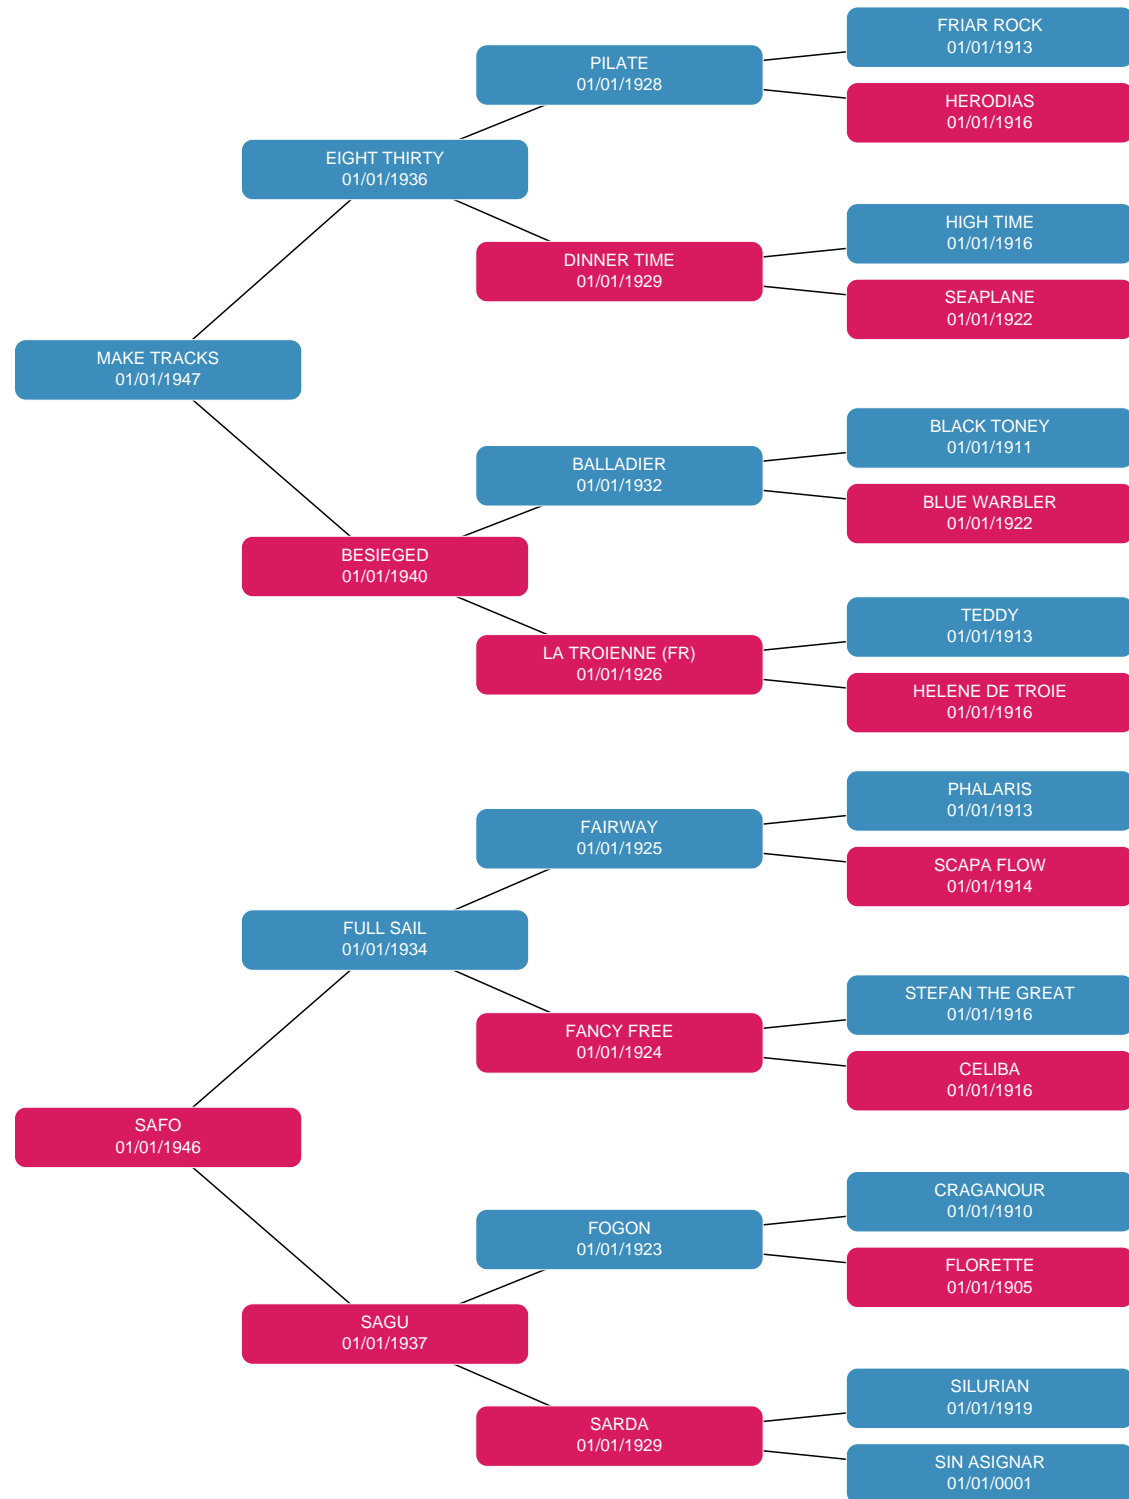 FRIAR ROCK
01/01/1913
PILATE
01/01/1928
HERODIAS
01/01/1916
EIGHT THIRTY
01/01/1936
HIGH TIME
01/01/1916
DINNER TIME
01/01/1929
SEAPLANE
01/01/1922
MAKE TRACKS
01/01/1947
BLACK TONEY
01/01/1911
BALLADIER
01/01/1932
BLUE WARBLER
01/01/1922
BESIEGED
01/01/1940
TEDDY
01/01/1913
LA TROIENNE (FR)
01/01/1926
HELENE DE TROIE
01/01/1916
PHALARIS
01/01/1913
FAIRWAY
01/01/1925
SCAPA FLOW
01/01/1914
FULL SAIL
01/01/1934
STEFAN THE GREAT
01/01/1916
FANCY FREE
01/01/1924
CELIBA
01/01/1916
SAFO
01/01/1946
CRAGANOUR
01/01/1910
FOGON
01/01/1923
FLORETTE
01/01/1905
SAGU
01/01/1937
SILURIAN
01/01/1919
SARDA
01/01/1929
SIN ASIGNAR
01/01/0001